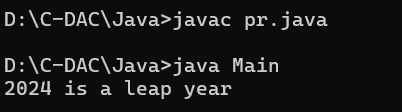 D:\C-DAC\Java>javac pr.java
D:\C-DAC\Java>java Main
2024 is a leap year